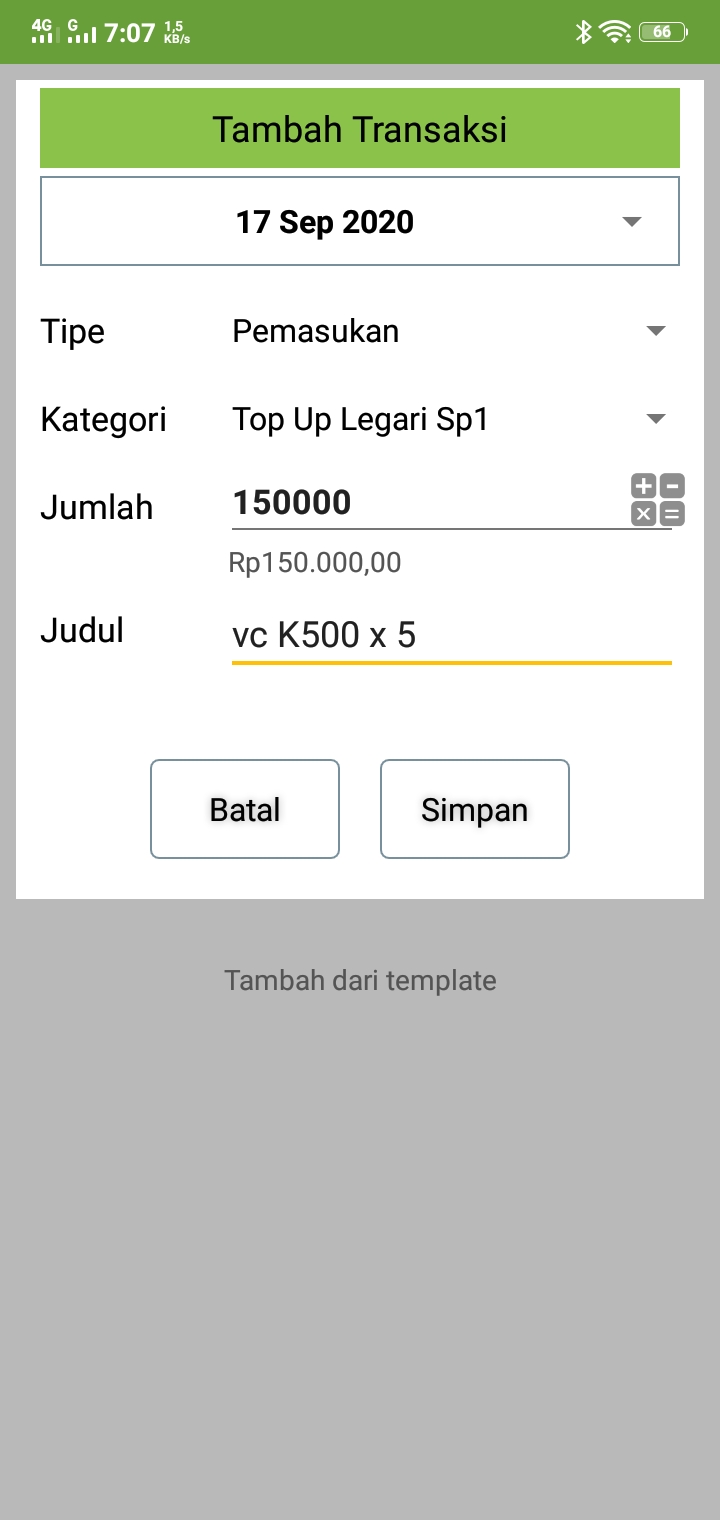 4G G 7:07 1,5 KB/s 66
Tambah Transaksi
17 Sep 2020
Tipe Pemasukan
Kategori Top Up Legari Sp1
Jumlah 150000
Rp150.000,00
Judul vc K500 x 5
Batal Simpan
Tambah dari template